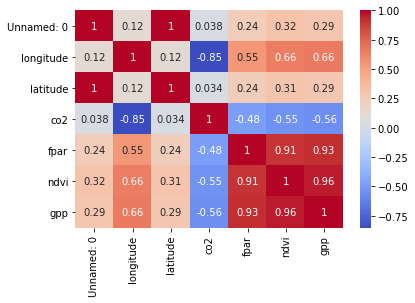 Unnamed: 0 1 0.12 1 0.038 0.24 0.32 0.29
longitude 0.12 1 0.12 -0.85 0.55 0.66 0.66
latitude 1 0.12 1 0.034 0.24 0.31 0.29
co2 0.038 -0.85 0.034 1 -0.48 -0.55 -0.56
fpar 0.24 0.55 0.24 -0.48 1 0.91 0.93
ndvi 0.32 0.66 0.31 -0.55 0.91 1 0.96
gpp 0.29 0.66 0.29 -0.56 0.93 0.96 1
Unnamed: 0
longitude
latitude
co2
fpar
ndvi
gpp
1.00
0.75
0.50
0.25
0.00
-0.25
-0.50
-0.75